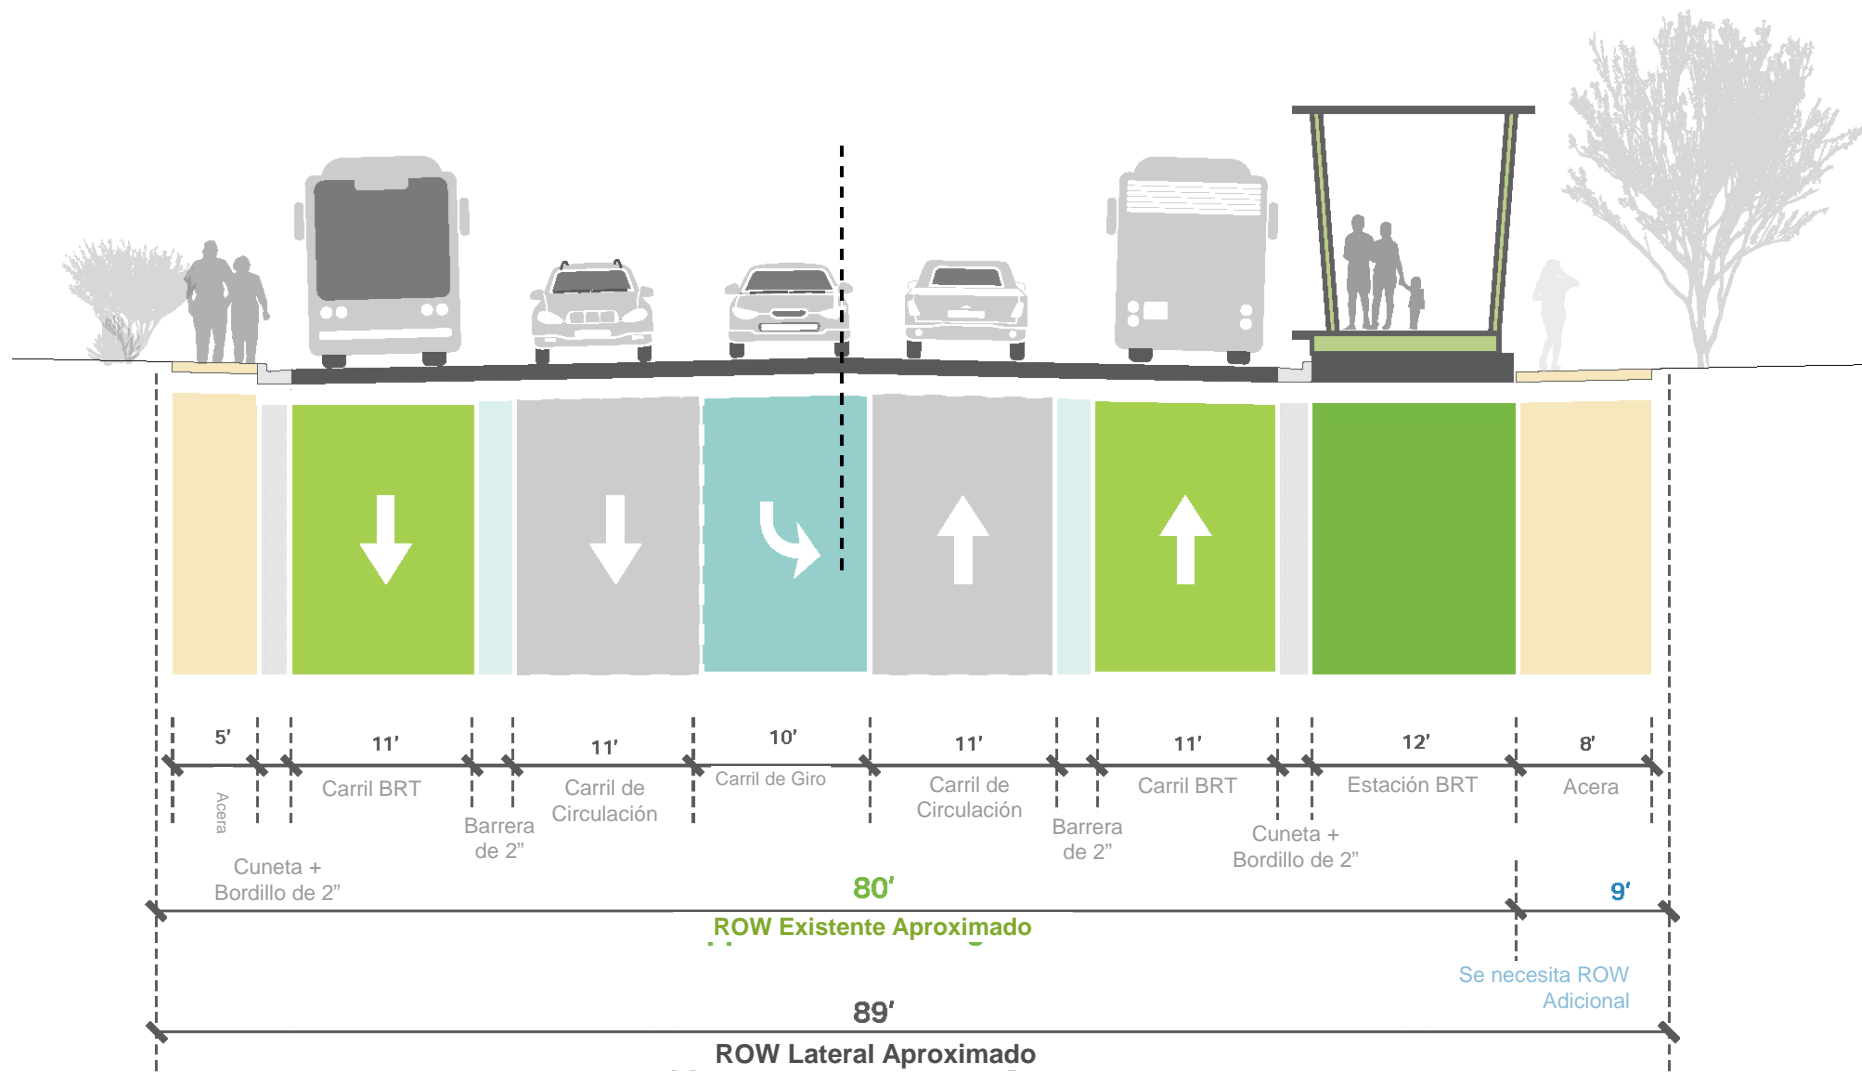 5′
11′
11′
10′
11′
11′
12′
8′
Acera
Carril BRT
Carril de
Circulación
Carril de Giro
Carril de
Circulación
Carril BRT
Estación BRT
Acera
Barrera
de 2”
Barrera
de 2”
Cuneta +
Bordillo de 2”
Cuneta +
Bordillo de 2”
80′
9′
ROW Existente Aproximado
Se necesita ROW
Adicional
89′
ROW Lateral Aproximado